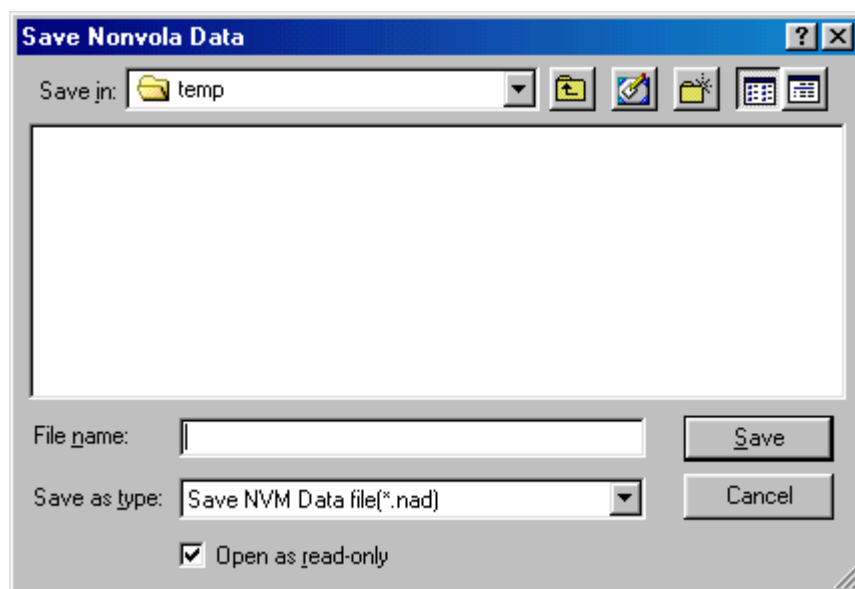 Save Nonvola Data
Save in: temp
File name:
Save
Save as type: Save NVM Data file(*.nad)
Cancel
Open as read-only